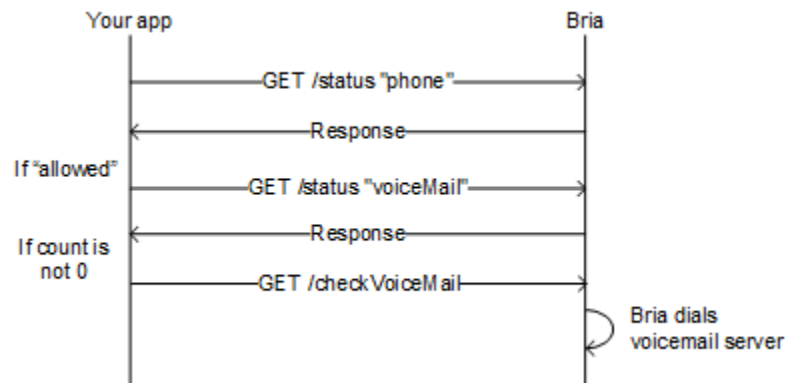 Your app
Bria
GET /status "phone"
Response
If “allowed”
GET /status "voiceMail"
Response
If count is
not 0
GET /checkVoiceMail
Bria dials
voicemail server